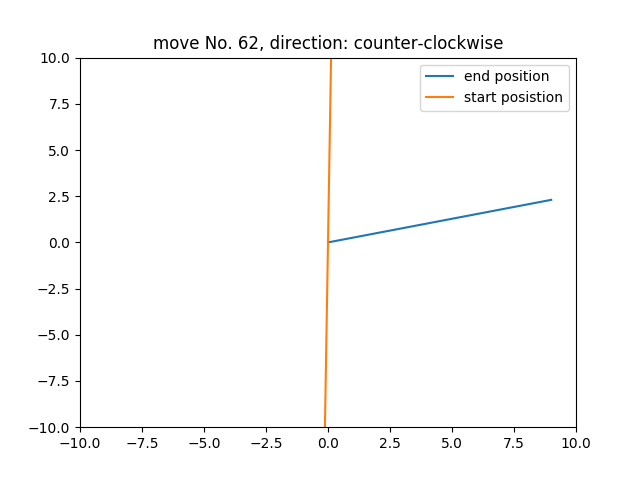 move No. 62, direction: counter-clockwise
end position
start posistion
10.0
7.5
5.0
2.5
0.0
−2.5
−5.0
−7.5
−10.0
−10.0 −7.5 −5.0 −2.5 0.0 2.5 5.0 7.5 10.0